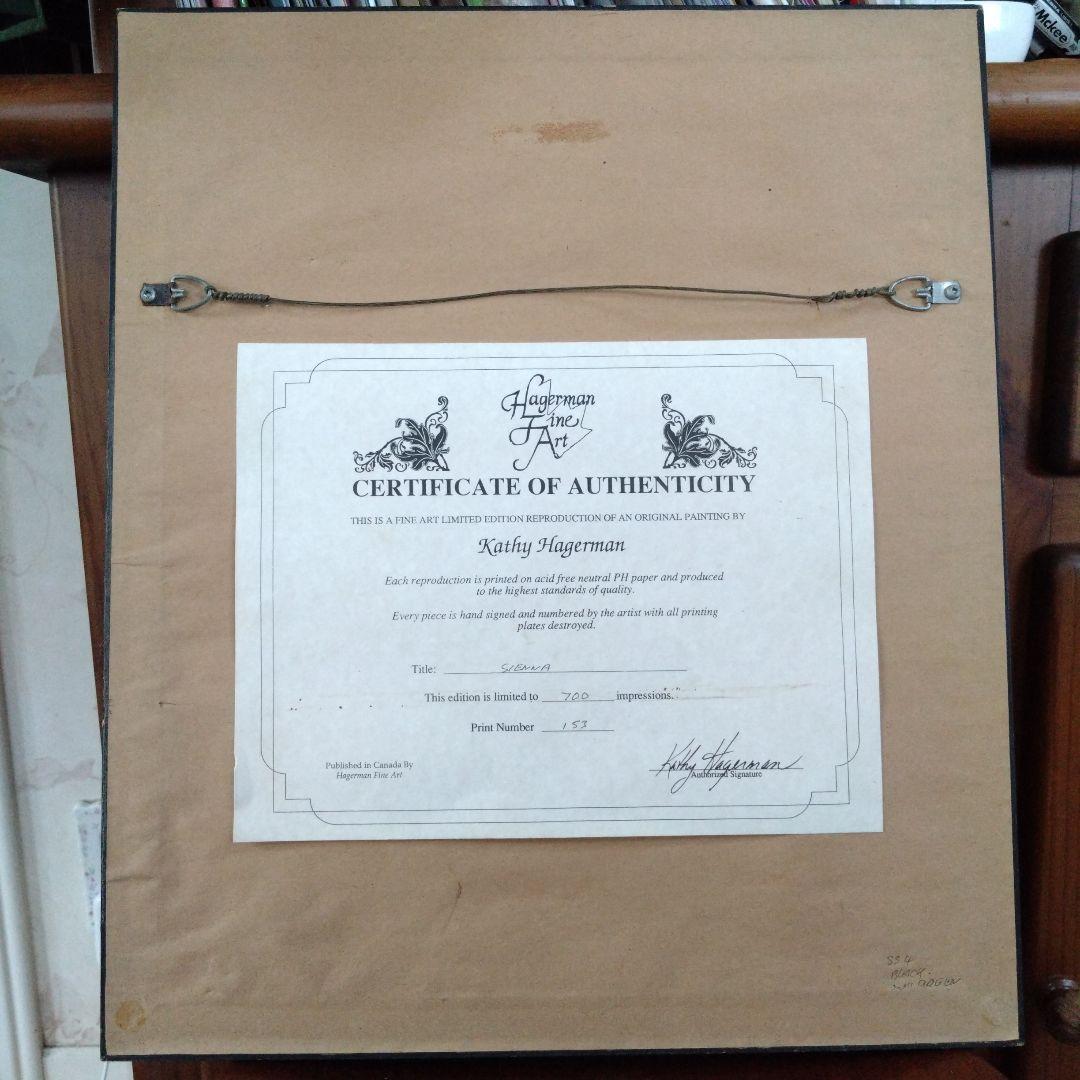 Mckee
Hagerman
Fine
Art
CERTIFICATE OF AUTHENTICITY
THIS IS A FINE ART LIMITED EDITION REPRODUCTION OF AN ORIGINAL PAINTING BY
Kathy Hagerman
Each reproduction is printed on acid free neutral PH paper and produced
to the highest standards of quality.
Every piece is hand signed and numbered by the artist with all printing
plates destroyed.
Title: SIENNA
This edition is limited to 700 impressions.
Print Number 153
Published in Canada By
Hagerman Fine Art
Kathy Hagerman
Authorized Signature
BLACK